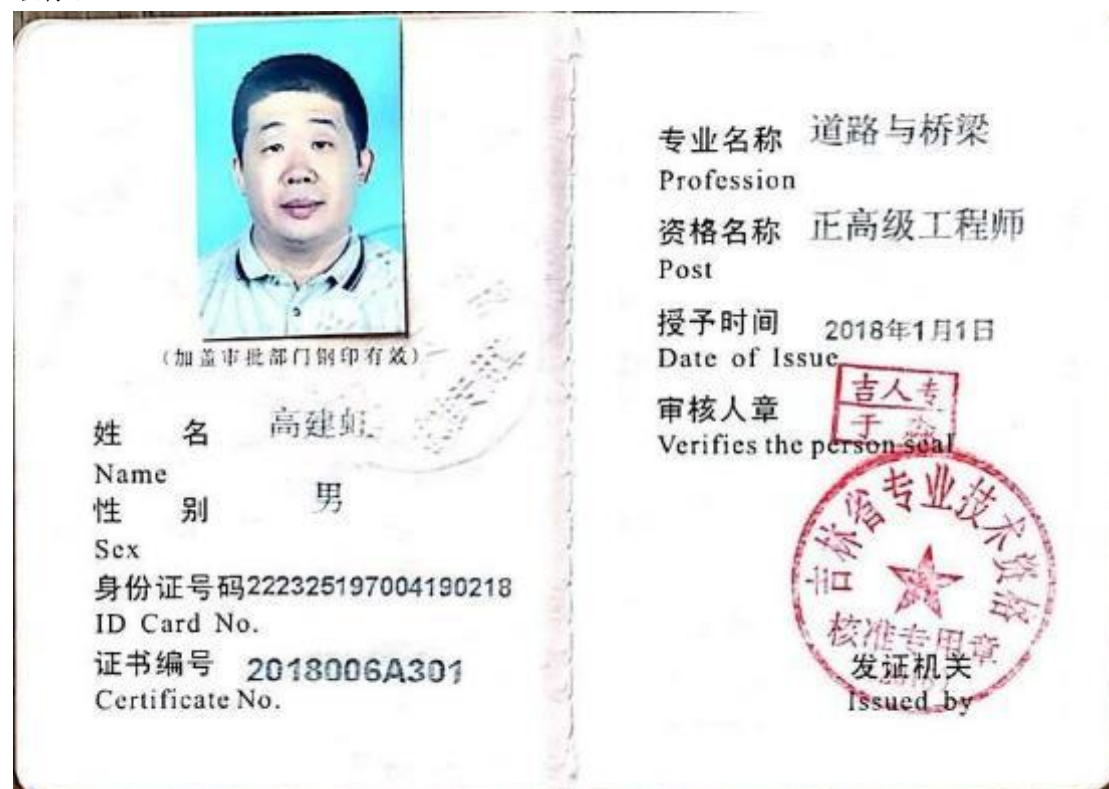 (加盖审批部门钢印有效)
姓 名 高建虹
Name
性 别 男
Sex
身份证号码222325197004190218
ID Card No.
证书编号 2018006A301
Certificate No.
专业名称 道路与桥梁
Profession
资格名称 正高级工程师
Post
授予时间 2018年1月1日
Date of Issue
审核人章
Verifies the person seal
吉人专
于
吉林省专业技术资格
核准专用章
发证机关
Issued by